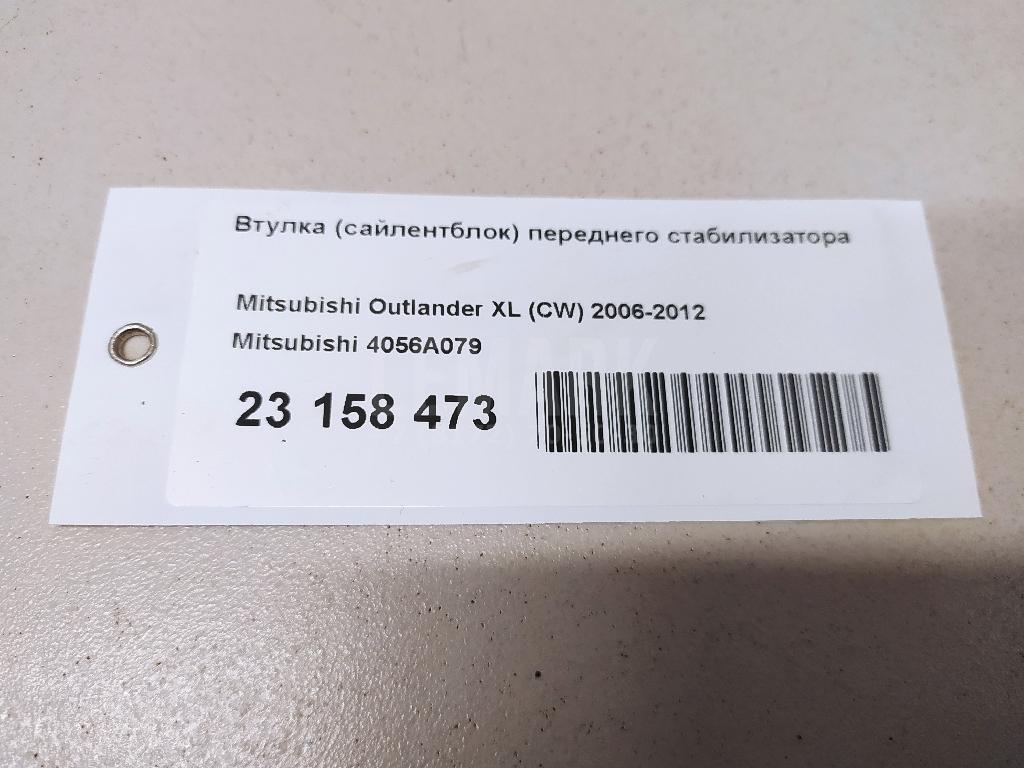 Втулка (сайлентблок) переднего стабилизатора
Mitsubishi Outlander XL (CW) 2006-2012
Mitsubishi 4056A079
23 158 473